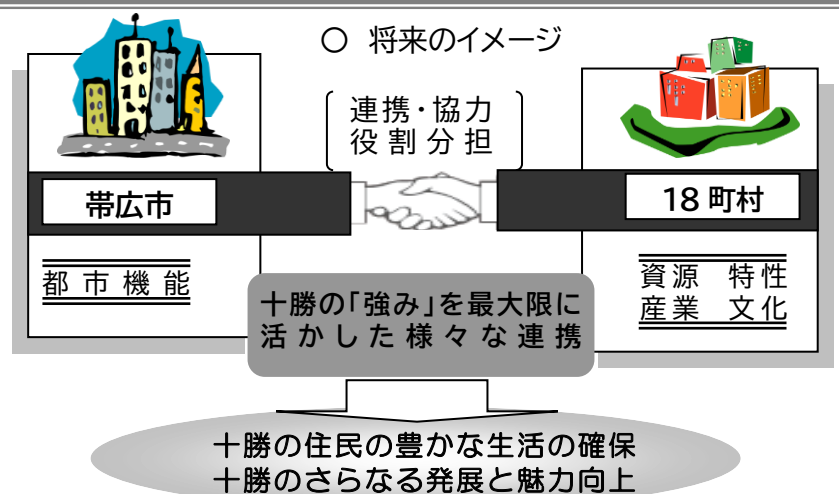 ○ 将来のイメージ
連携・協力
役割分担
帯広市
18町村
都市機能
資源 特性
産業 文化
十勝の「強み」を最大限に
活かした様々な連携
十勝の住民の豊かな生活の確保
十勝のさらなる発展と魅力向上